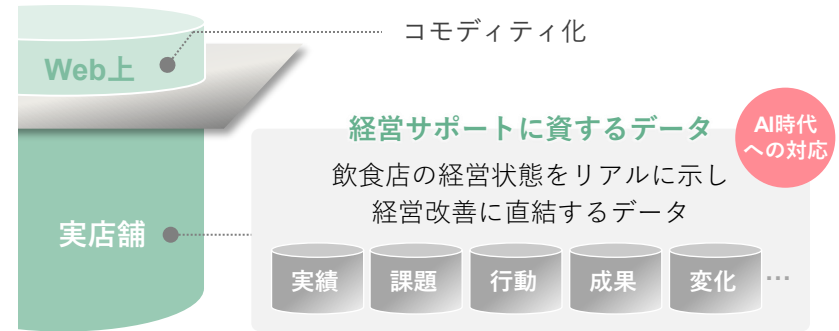 コモディティ化
Web上
経営サポートに資するデータ
AI時代
への対応
飲食店の経営状態をリアルに示し
経営改善に直結するデータ
実店舗
実績
課題
行動
成果
変化
…